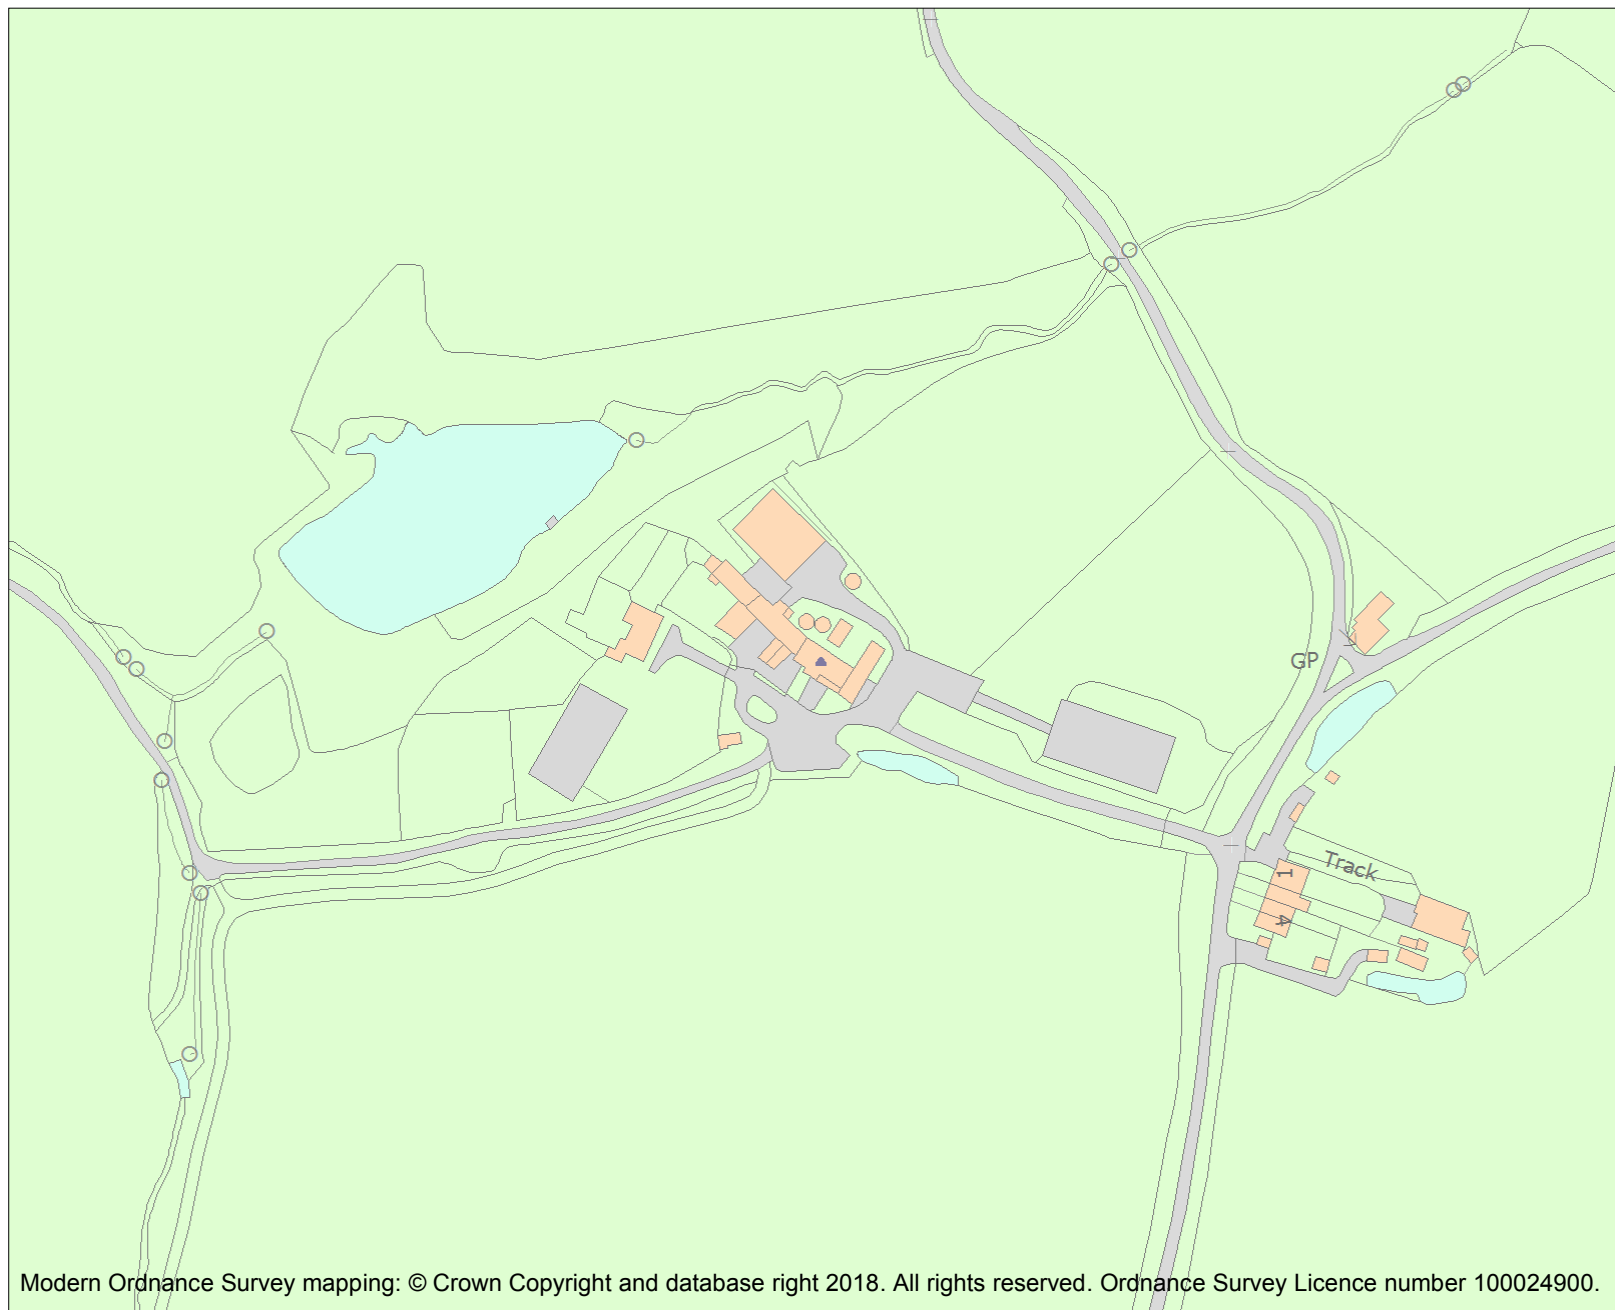 GP
Track
1
4
Modern Ordnance Survey mapping: © Crown Copyright and database right 2018. All rights reserved. Ordnance Survey Licence number 100024900.